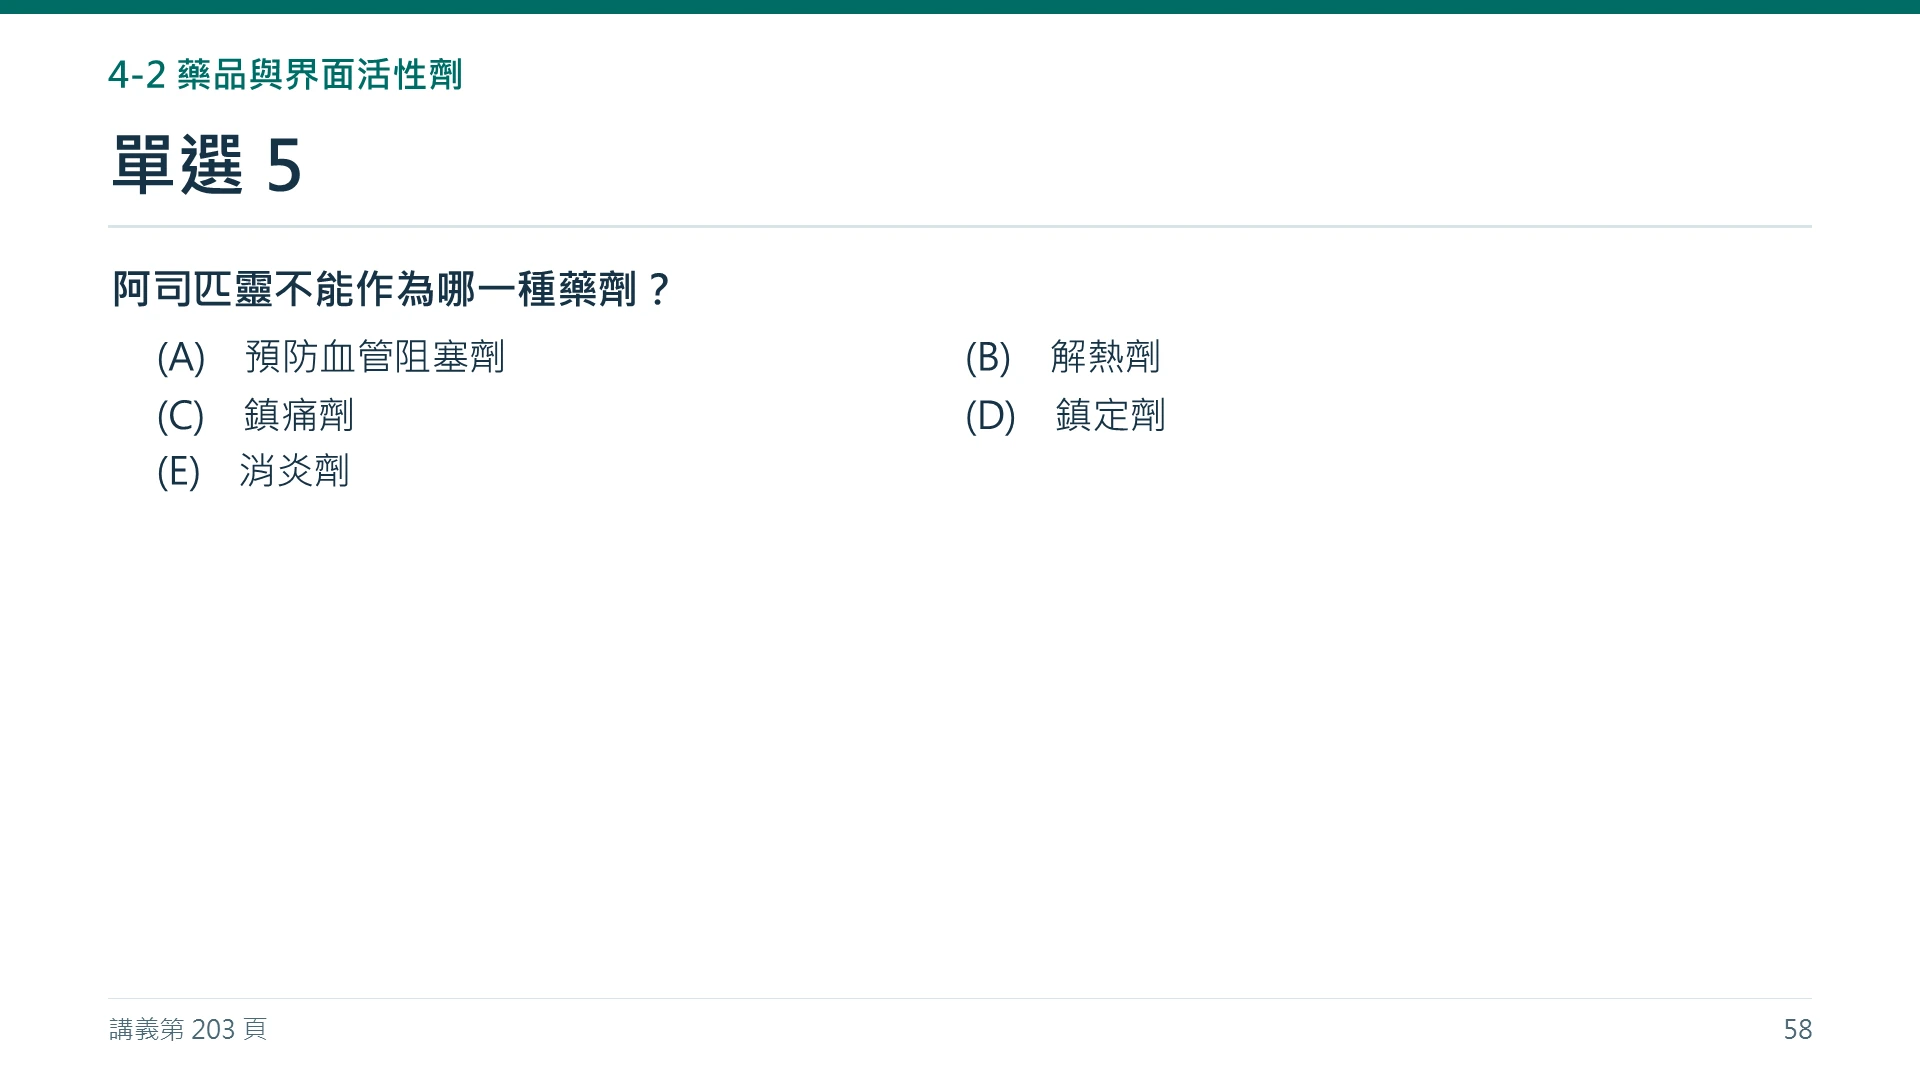 4-2 藥品與界面活性劑
單選 5
阿司匹靈不能作為哪一種藥劑？
(A) 預防血管阻塞劑
(B) 解熱劑
(C) 鎮痛劑
(D) 鎮定劑
(E) 消炎劑
講義第 203 頁
58